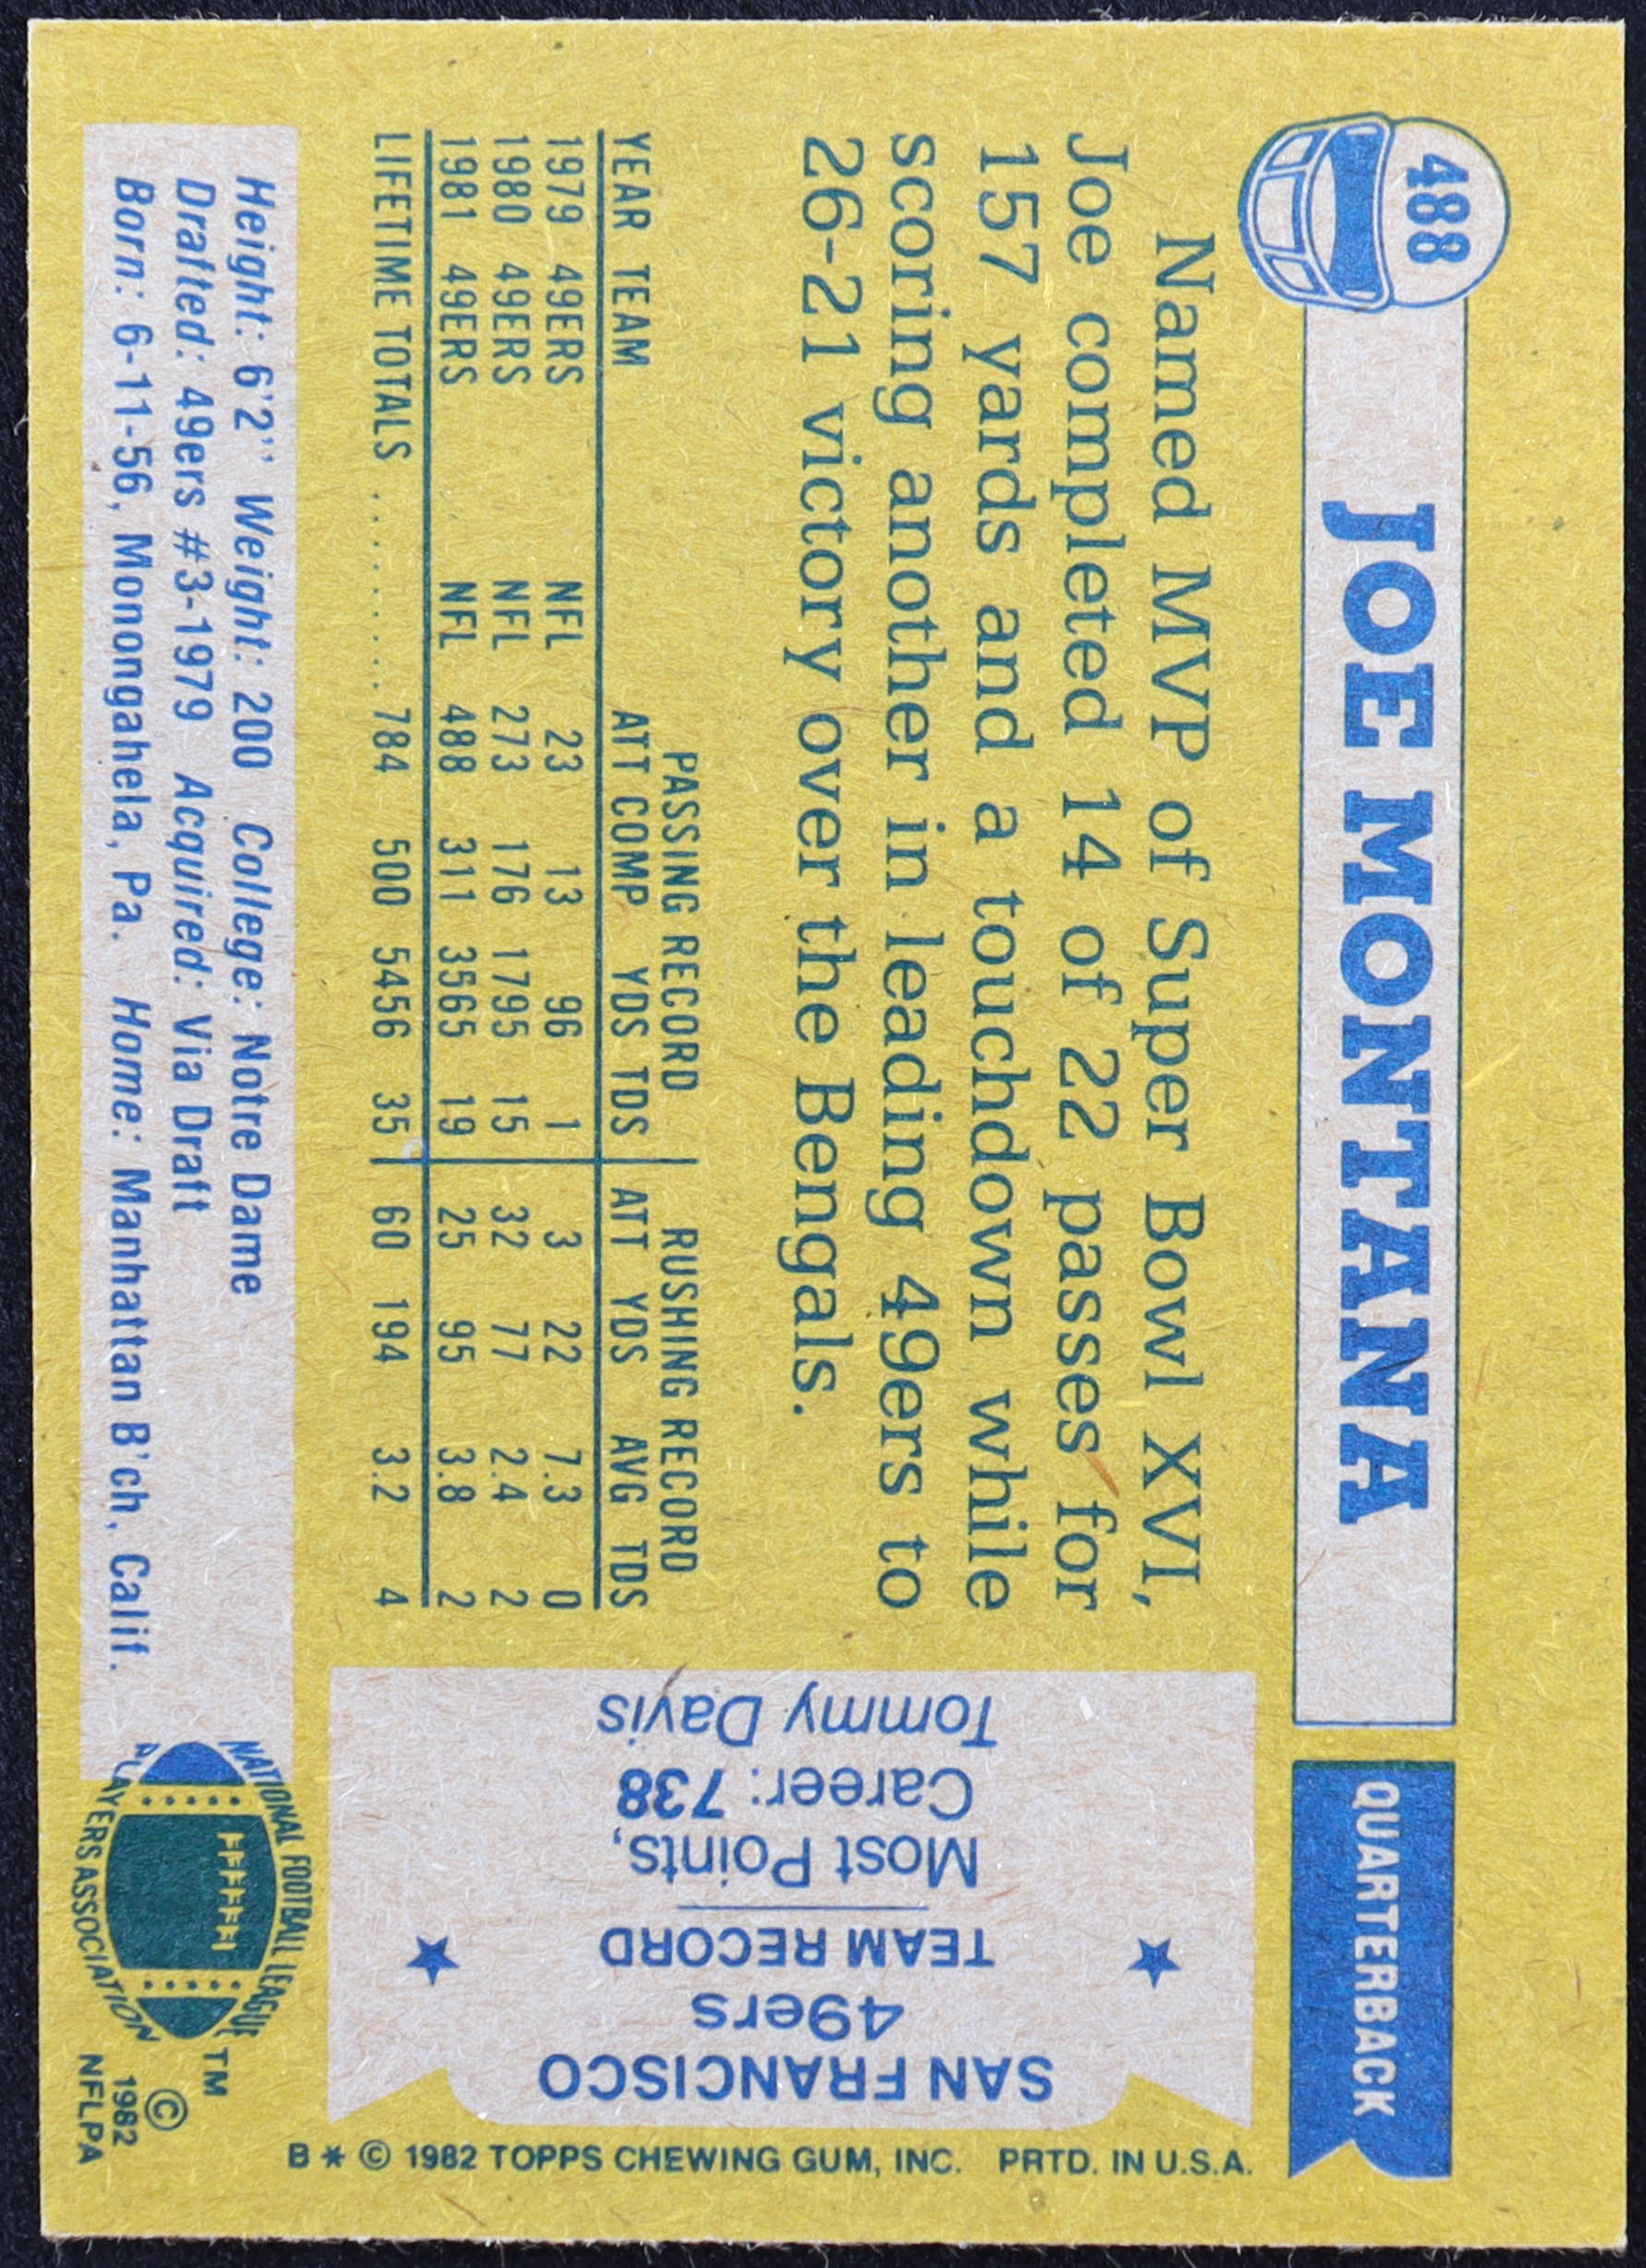 488
JOE MONTANA
QUARTERBACK
Named MVP of Super Bowl XVI,
Joe completed 14 of 22 passes for
157 yards and a touchdown while
scoring another in leading 49ers to
26-21 victory over the Bengals.
PASSING RECORD RUSHING RECORD
YEAR TEAM ATT COMP YDS TDS ATT YDS AVG TDS
1979 49ERS NFL 23 13 96 1 3 22 7.3 0
1980 49ERS NFL 273 176 1795 15 32 77 2.4 2
1981 49ERS NFL 488 311 3565 19 25 95 3.8 2
LIFETIME TOTALS .......... 784 500 5456 35 60 194 3.2 4
Height: 6'2" Weight: 200 College: Notre Dame
Drafted: 49ers #3-1979 Acquired: Via Draft
Born: 6-11-56, Monongahela, Pa. Home: Manhattan B'ch, Calif.
SAN FRANCISCO
49ers
TEAM RECORD
Most Points,
Career: 738
Tommy Davis
B * © 1982 TOPPS CHEWING GUM, INC. PRTD. IN U.S.A.
NATIONAL FOOTBALL LEAGUE
PLAYERS ASSOCIATION
TM
©
1982
NFLPA